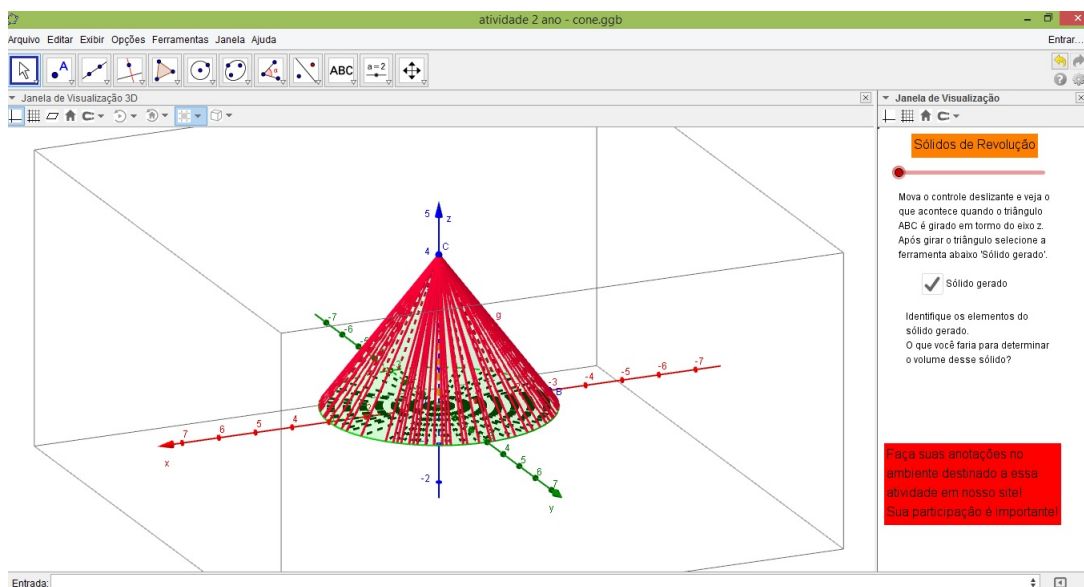 atividade 2 ano - cone.ggb
Arquivo Editar Exibir Opções Ferramentas Janela Ajuda
Entrar...
A
α
ABC
a=2
Janela de Visualização 3D
Janela de Visualização
Sólidos de Revolução
Mova o controle deslizante e veja o
que acontece quando o triângulo
ABC é girado em tormo do eixo z.
Após girar o triângulo selecione a
ferramenta abaixo 'Sólido gerado'.
Sólido gerado
Identifique os elementos do
sólido gerado.
O que você faria para determinar
o volume desse sólido?
Faça suas anotações no
ambiente destinado a essa
atividade em nosso site!
Sua participação é importante!
5 z
4 C
-7
-6
g
-3 -4 -5 -6 -7
B
7 6 5 4
x
4
5
6
7
y
-2
Entrada: